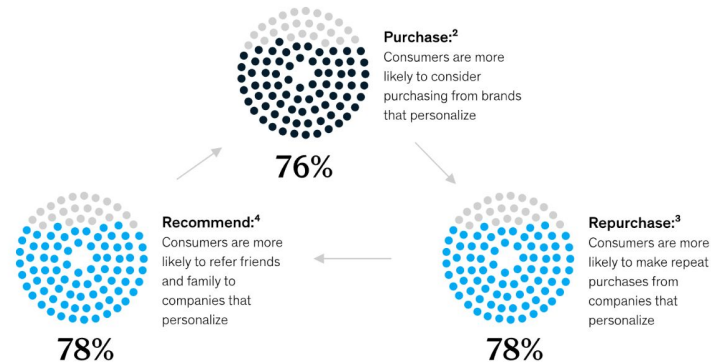 Purchase:²
Consumers are more
likely to consider
purchasing from brands
that personalize
76%
Recommend:⁴
Consumers are more
likely to refer friends
and family to
companies that
personalize
78%
Repurchase:³
Consumers are more
likely to make repeat
purchases from
companies that
personalize
78%